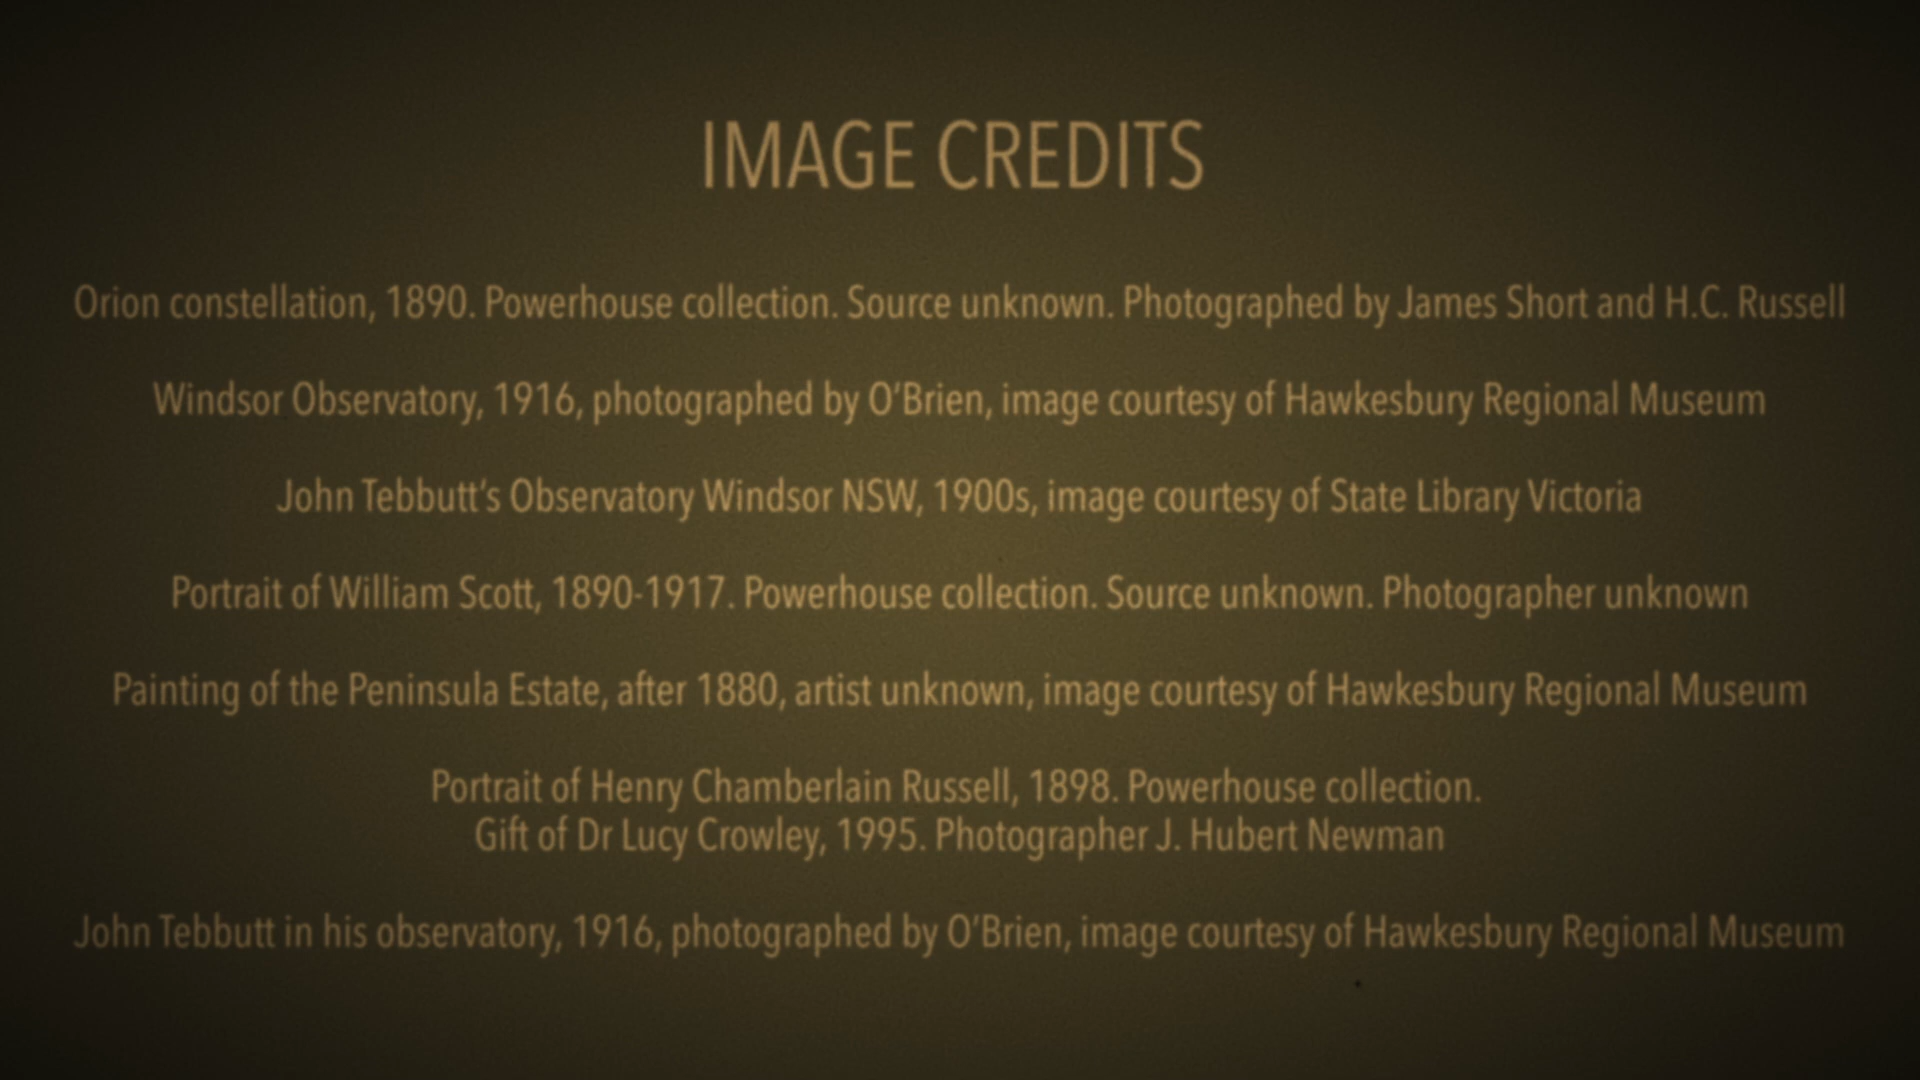 IMAGE CREDITS
Orion constellation, 1890. Powerhouse collection. Source unknown. Photographed by James Short and H.C. Russell
Windsor Observatory, 1916, photographed by O’Brien, image courtesy of Hawkesbury Regional Museum
John Tebbutt‘s Observatory Windsor NSW, 1900s, image courtesy of State Library Victoria
Portrait of William Scott, 1890-1917. Powerhouse collection. Source unknown. Photographer unknown
Painting of the Peninsula Estate, after 1880, artist unknown, image courtesy of Hawkesbury Regional Museum
Portrait of Henry Chamberlain Russell, 1898. Powerhouse collection.
Gift of Dr Lucy Crowley, 1995. Photographer J. Hubert Newman
John Tebbutt in his observatory, 1916, photographed by O’Brien, image courtesy of Hawkesbury Regional Museum